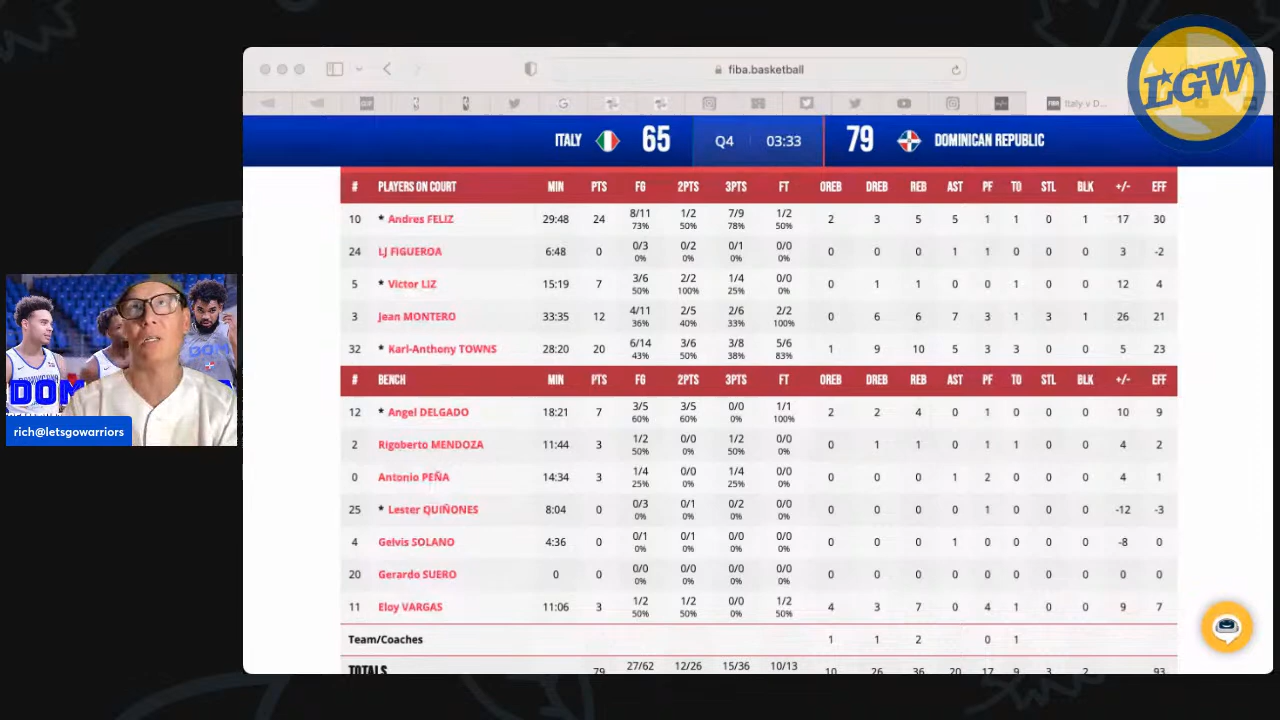 LGW
fiba.basketball
Italy v D...
ITALY 65 Q4 03:33 79 DOMINICAN REPUBLIC
# PLAYERS ON COURT MIN PTS FG 2PTS 3PTS FT OREB DREB REB AST PF TO STL BLK +/- EFF
10 * Andres FELIZ 29:48 24 8/11 1/2 7/9 1/2 2 3 5 5 1 1 0 1 17 30
73% 50% 78% 50%
24 LJ FIGUEROA 6:48 0 0/3 0/2 0/1 0/0 0 0 0 1 1 0 0 0 3 -2
0% 0% 0% 0%
5 * Victor LIZ 15:19 7 3/6 2/2 1/4 0/0 0 1 1 0 0 1 0 0 12 4
50% 100% 25% 0%
3 Jean MONTERO 33:35 12 4/11 2/5 2/6 2/2 0 6 6 7 3 1 3 1 26 21
36% 40% 33% 100%
32 * Karl-Anthony TOWNS 28:20 20 6/14 3/6 3/8 5/6 1 9 10 5 3 3 0 0 5 23
43% 50% 38% 83%
# BENCH MIN PTS FG 2PTS 3PTS FT OREB DREB REB AST PF TO STL BLK +/- EFF
12 * Angel DELGADO 18:21 7 3/5 3/5 0/0 1/1 2 2 4 0 1 0 0 0 10 9
60% 60% 0% 100%
2 Rigoberto MENDOZA 11:44 3 1/2 0/0 1/2 0/0 0 1 1 0 1 1 0 0 4 2
50% 0% 50% 0%
0 Antonio PEÑA 14:34 3 1/4 0/0 1/4 0/0 0 0 0 1 2 0 0 0 4 1
25% 0% 25% 0%
25 * Lester QUIÑONES 8:04 0 0/3 0/1 0/2 0/0 0 0 0 0 1 0 0 0 -12 -3
0% 0% 0% 0%
4 Gelvis SOLANO 4:36 0 0/1 0/1 0/0 0/0 0 0 0 1 0 0 0 0 -8 0
0% 0% 0% 0%
20 Gerardo SUERO 0 0 0/0 0/0 0/0 0/0 0 0 0 0 0 0 0 0 0 0
0% 0% 0% 0%
11 Eloy VARGAS 11:06 3 1/2 1/2 0/0 1/2 4 3 7 0 4 1 0 0 9 7
50% 50% 0% 50%
Team/Coaches 1 1 2 0 1
TOTALS 79 27/62 12/26 15/36 10/13 10 26 36 20 17 9 3 2 93
DOM
rich@letsgowarriors